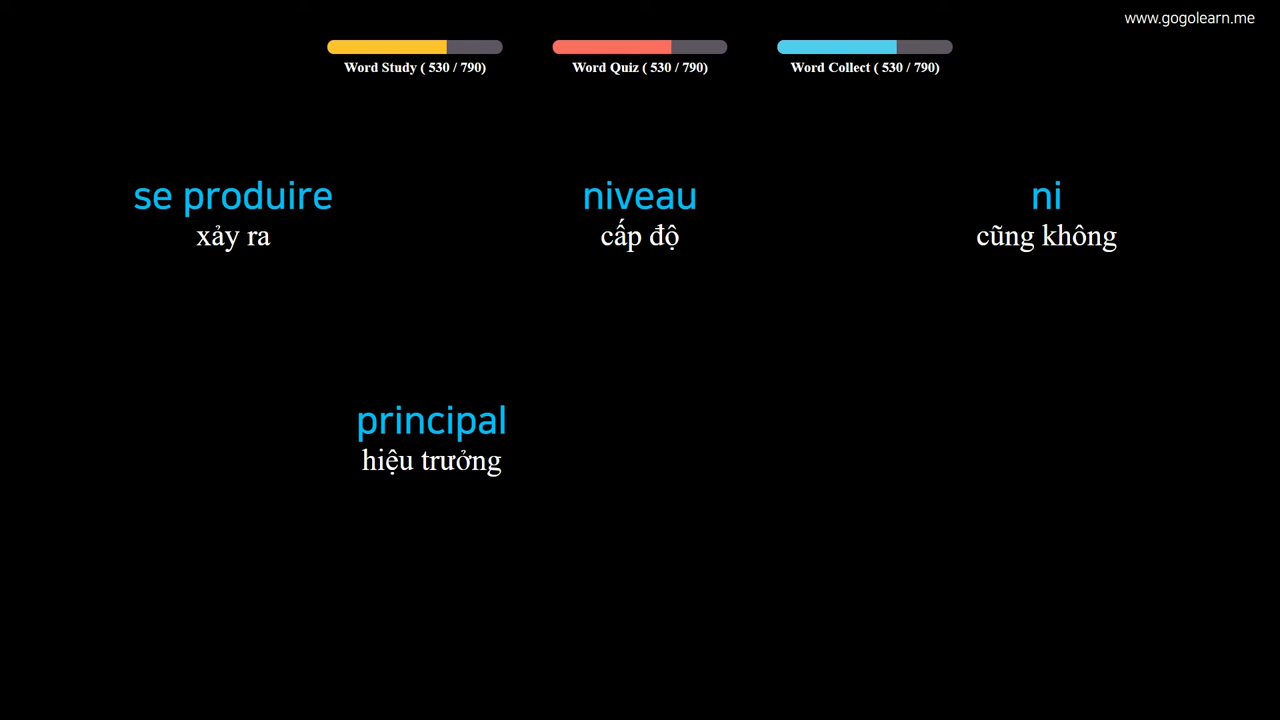 www.gogolearn.me
Word Study ( 530 / 790)
Word Quiz ( 530 / 790)
Word Collect ( 530 / 790)
se produire
xảy ra
niveau
cấp độ
ni
cũng không
principal
hiệu trưởng